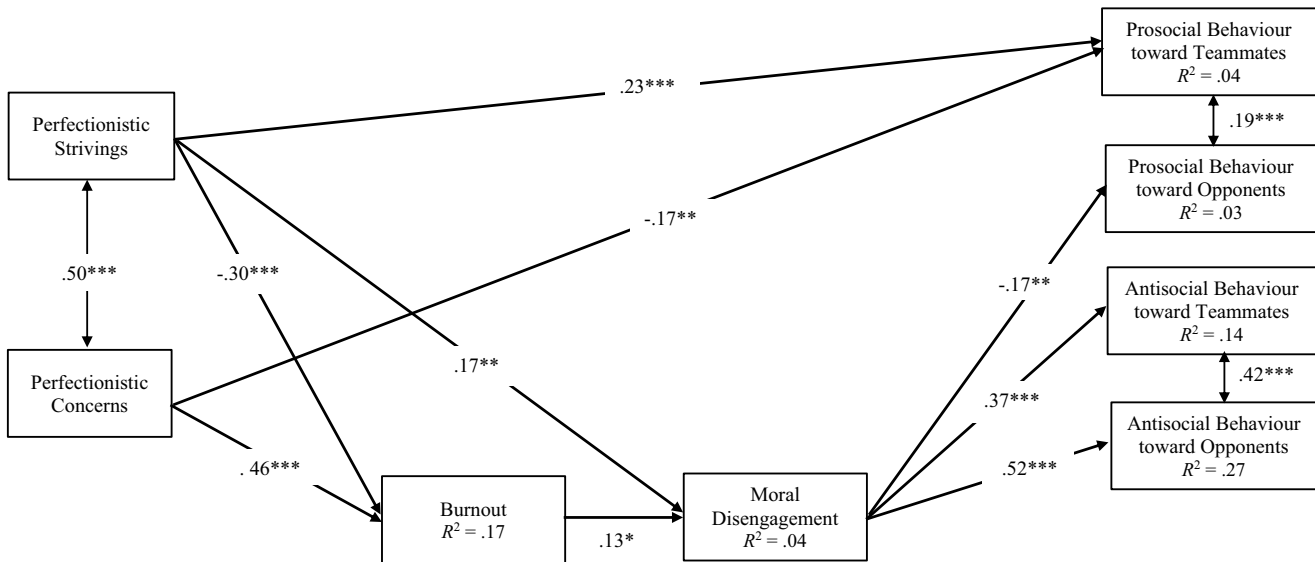 Prosocial Behaviour
toward Teammates
R² = .04
.23***
.19***
Perfectionistic
Strivings
Prosocial Behaviour
toward Opponents
R² = .03
-.17**
.50***
-.30***
-.17**
Antisocial Behaviour
toward Teammates
R² = .14
.17**
.42***
Perfectionistic
Concerns
.37***
Antisocial Behaviour
toward Opponents
R² = .27
. 46***
.52***
Burnout
R² = .17
Moral
Disengagement
R² = .04
.13*